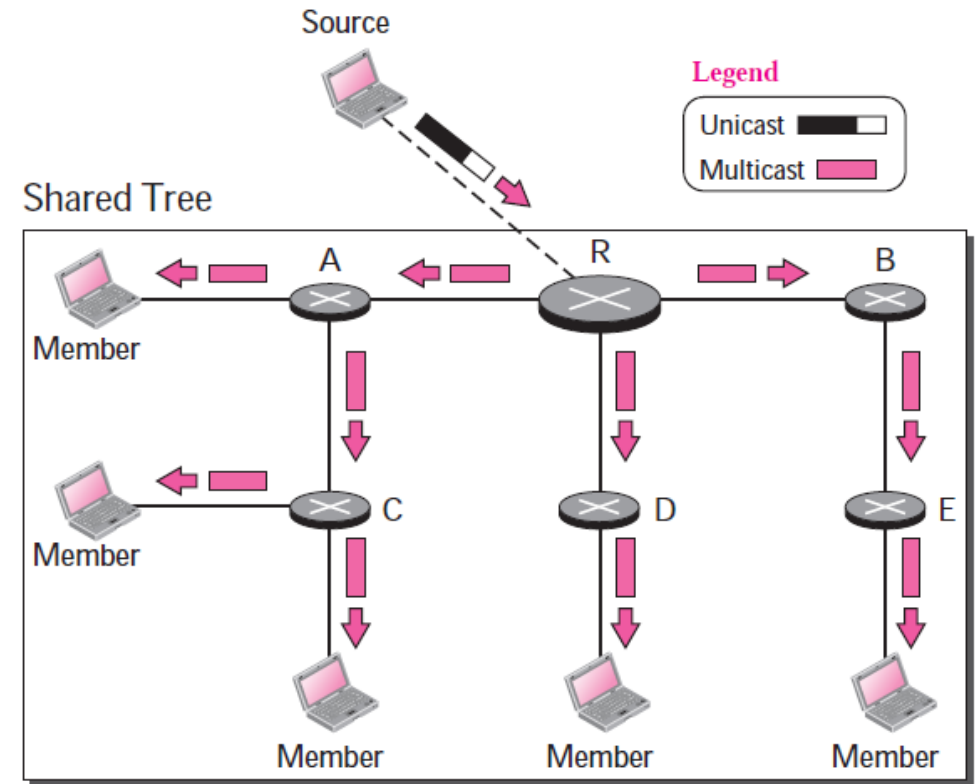 Source
Legend
Unicast
Multicast
Shared Tree
A
R
B
Member
C
D
E
Member
Member
Member
Member